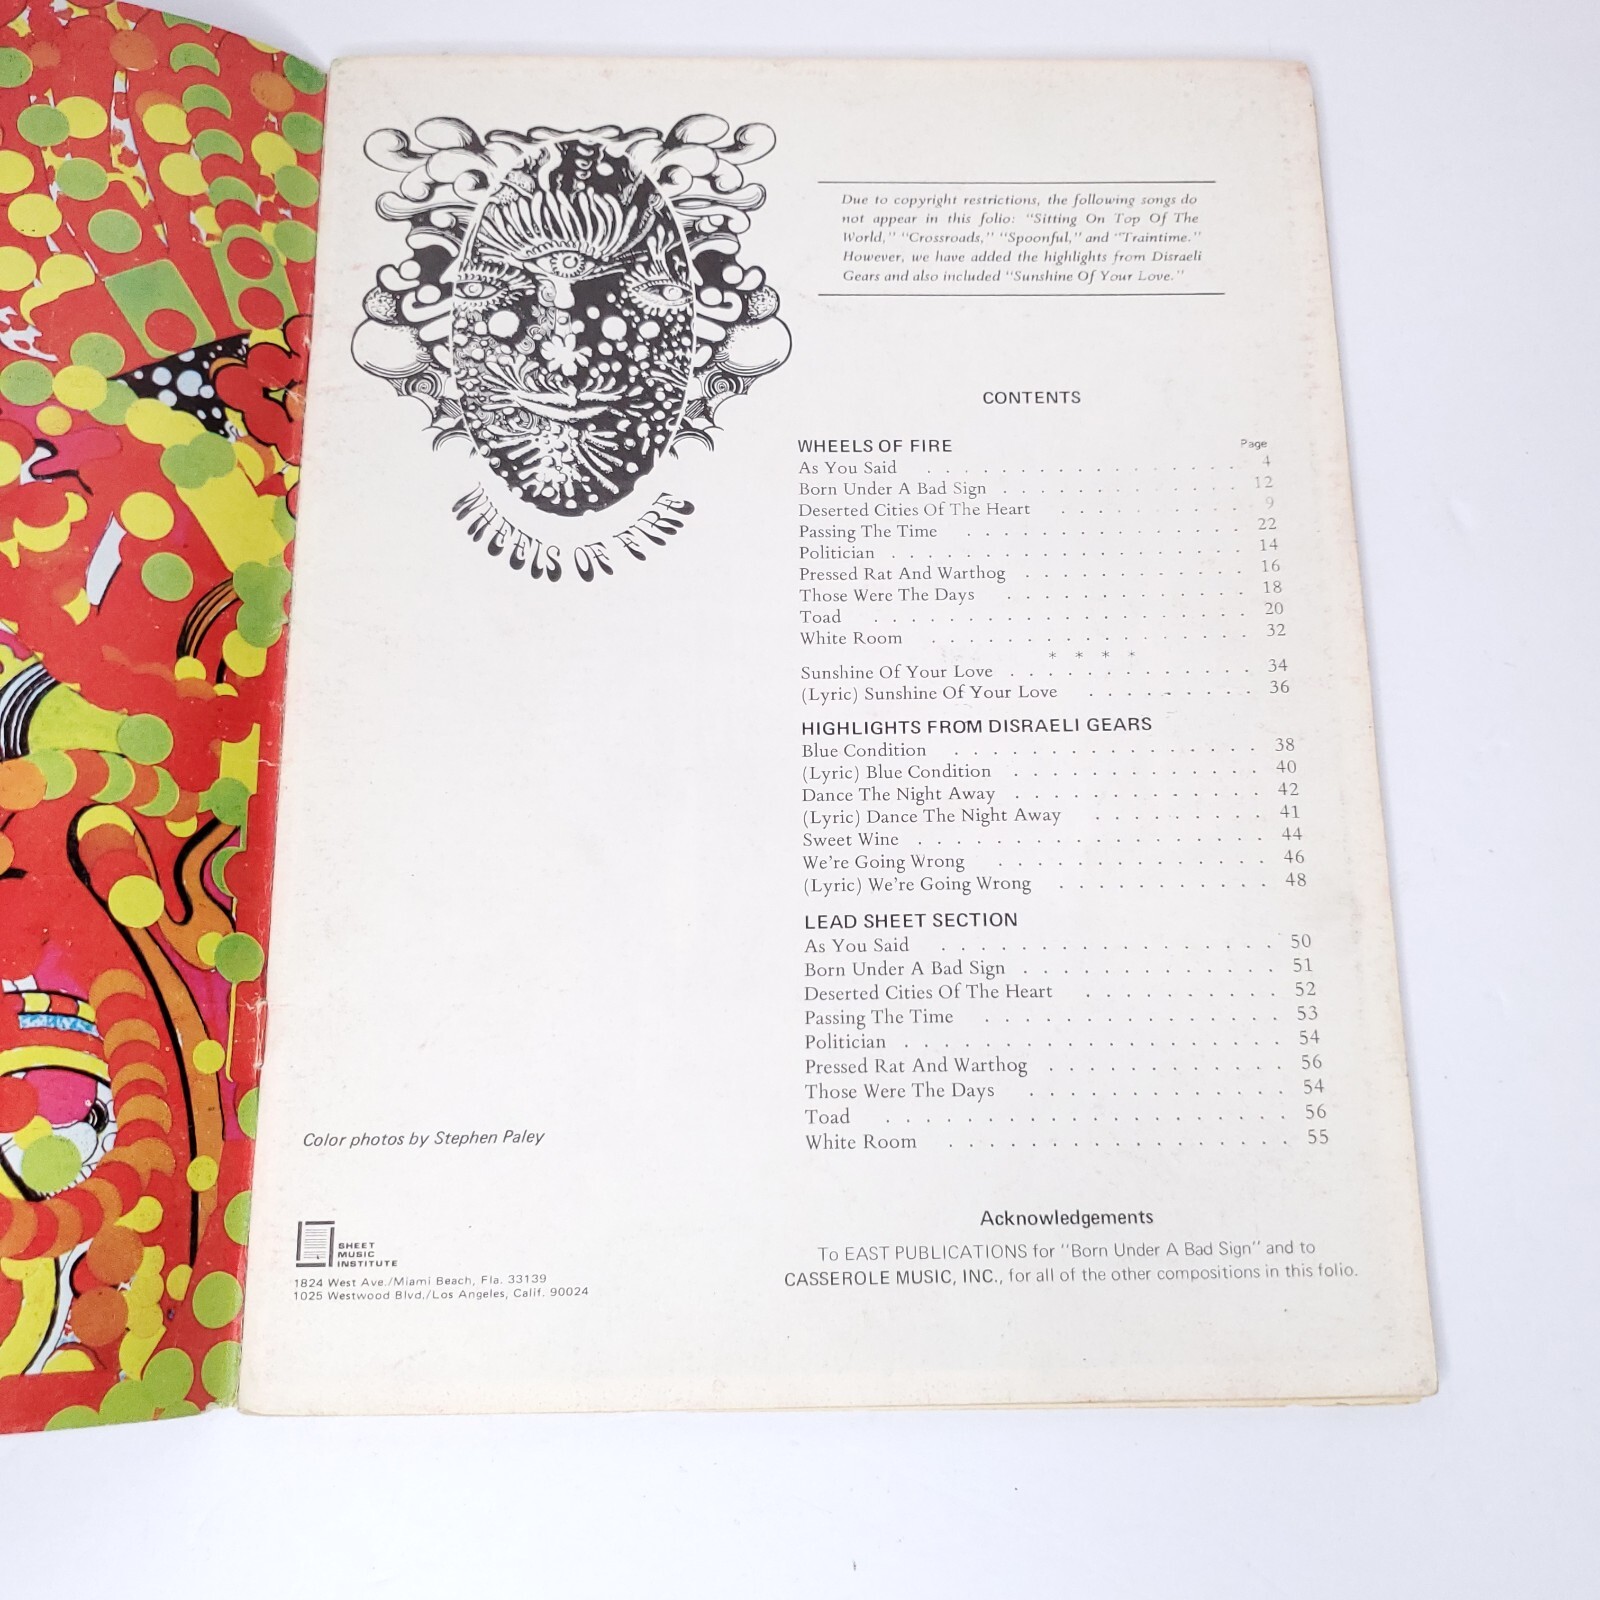 WHEELS OF FIRE
Due to copyright restrictions, the following songs do
not appear in this folio: "Sitting On Top Of The
World," "Crossroads," "Spoonful," and "Traintime."
However, we have added the highlights from Disraeli
Gears and also included "Sunshine Of Your Love."
CONTENTS
WHEELS OF FIRE Page
As You Said . . . . . . . . . . . . . . . . . . . . 4
Born Under A Bad Sign . . . . . . . . . . . . . 12
Deserted Cities Of The Heart . . . . . . . . . . 9
Passing The Time . . . . . . . . . . . . . . . . 22
Politician . . . . . . . . . . . . . . . . . . . 14
Pressed Rat And Warthog . . . . . . . . . . . . 16
Those Were The Days . . . . . . . . . . . . . 18
Toad . . . . . . . . . . . . . . . . . . . . 20
White Room . . . . . . . . . . . . . . . . . 32
* * * *
Sunshine Of Your Love . . . . . . . . . . . . . 34
(Lyric) Sunshine Of Your Love . . . . . . . . . 36
HIGHLIGHTS FROM DISRAELI GEARS
Blue Condition . . . . . . . . . . . . . . . . 38
(Lyric) Blue Condition . . . . . . . . . . . . . 40
Dance The Night Away . . . . . . . . . . . . . 42
(Lyric) Dance The Night Away . . . . . . . . . 41
Sweet Wine . . . . . . . . . . . . . . . . . . 44
We're Going Wrong . . . . . . . . . . . . . . 46
(Lyric) We're Going Wrong . . . . . . . . . . . 48
LEAD SHEET SECTION
As You Said . . . . . . . . . . . . . . . . . 50
Born Under A Bad Sign . . . . . . . . . . . . . 51
Deserted Cities Of The Heart . . . . . . . . . . 52
Passing The Time . . . . . . . . . . . . . . . 53
Politician . . . . . . . . . . . . . . . . . . . 54
Pressed Rat And Warthog . . . . . . . . . . . . 56
Those Were The Days . . . . . . . . . . . . . 54
Toad . . . . . . . . . . . . . . . . . . . . 56
White Room . . . . . . . . . . . . . . . . . 55
Color photos by Stephen Paley
SHEET
MUSIC
INSTITUTE
1824 West Ave./Miami Beach, Fla. 33139
1025 Westwood Blvd./Los Angeles, Calif. 90024
Acknowledgements
To EAST PUBLICATIONS for "Born Under A Bad Sign" and to
CASSEROLE MUSIC, INC., for all of the other compositions in this folio.